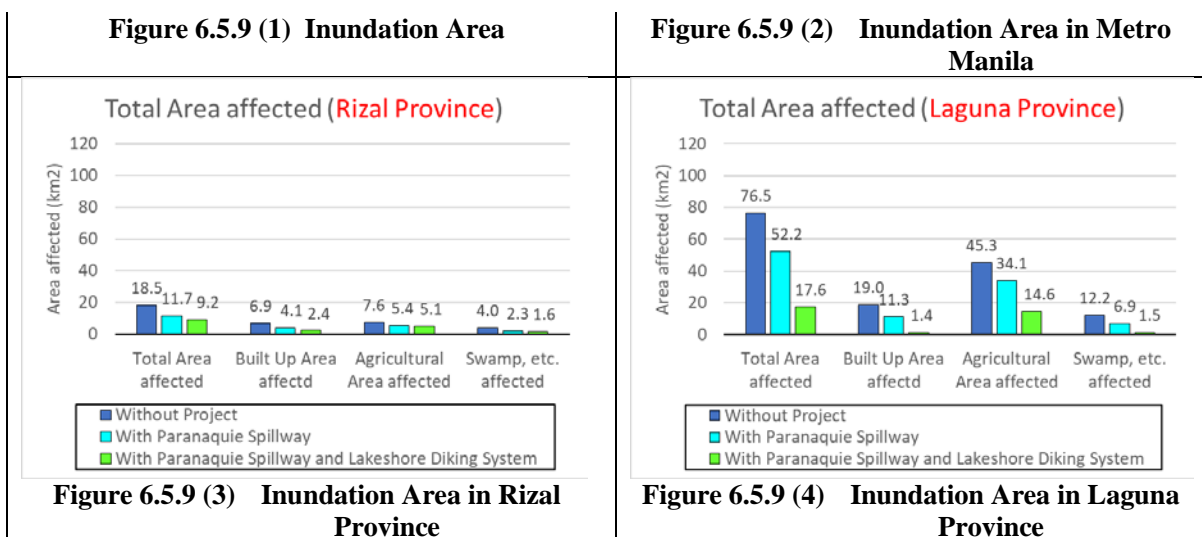 Figure 6.5.9 (1) Inundation Area
Figure 6.5.9 (2) Inundation Area in Metro
Manila
Total Area affected (Rizal Province)
Area affected (km2)
120
100
80
60
40
20
0
18.5
11.7
9.2
6.9
4.1
2.4
7.6
5.4
5.1
4.0
2.3
1.6
Total Area
affected
Built Up Area
affectd
Agricultural
Area affected
Swamp, etc.
affected
Without Project
With Paranaquie Spillway
With Paranaquie Spillway and Lakeshore Diking System
Figure 6.5.9 (3) Inundation Area in Rizal
Province
Total Area affected (Laguna Province)
Area affected (km2)
120
100
80
60
40
20
0
76.5
52.2
17.6
19.0
11.3
1.4
45.3
34.1
14.6
12.2
6.9
1.5
Total Area
affected
Built Up Area
affectd
Agricultural
Area affected
Swamp, etc.
affected
Without Project
With Paranaquie Spillway
With Paranaquie Spillway and Lakeshore Diking System
Figure 6.5.9 (4) Inundation Area in Laguna
Province